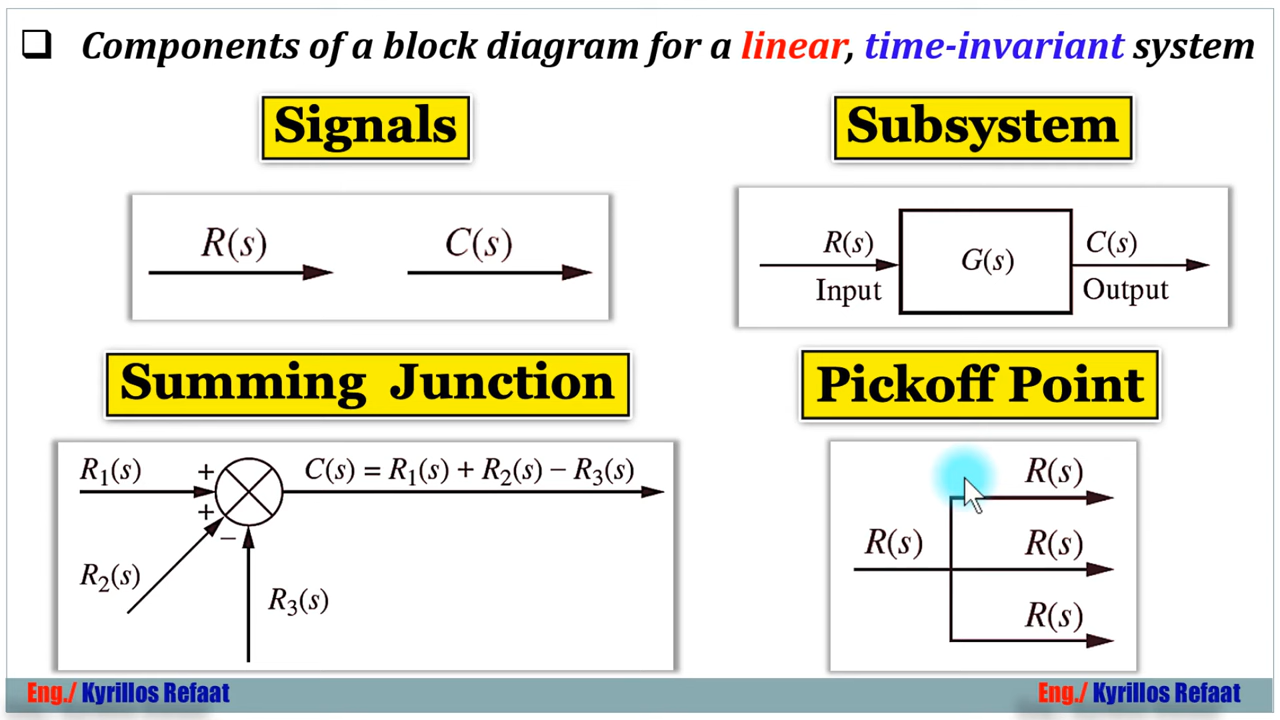 Components of a block diagram for a linear, time-invariant system
Signals
R(s) C(s)
Subsystem
R(s) G(s) C(s)
Input Output
Summing Junction
R₁(s) + C(s) = R₁(s) + R₂(s) − R₃(s)
+
−
R₂(s)
R₃(s)
Pickoff Point
R(s)
R(s) R(s)
R(s)
Eng./ Kyrillos Refaat
Eng./ Kyrillos Refaat